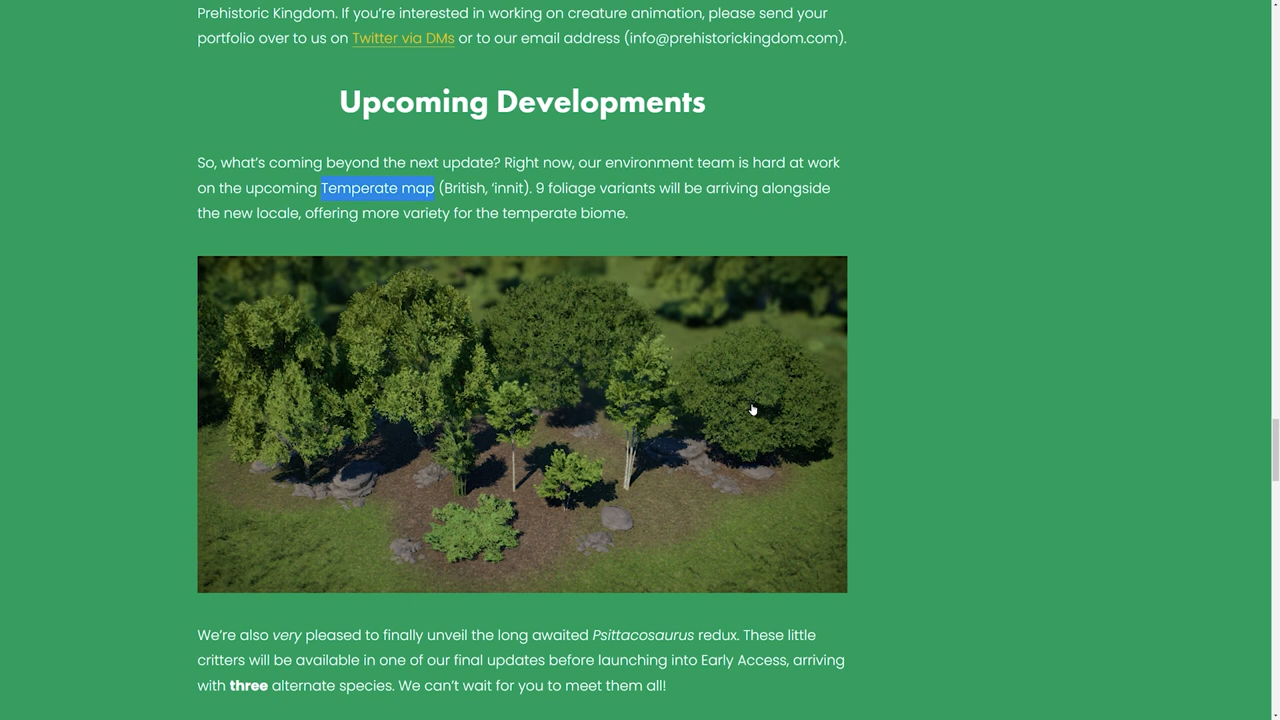 Prehistoric Kingdom. If you’re interested in working on creature animation, please send your
portfolio over to us on Twitter via DMs or to our email address (info@prehistorickingdom.com).
Upcoming Developments
So, what’s coming beyond the next update? Right now, our environment team is hard at work
on the upcoming Temperate map (British, ‘innit). 9 foliage variants will be arriving alongside
the new locale, offering more variety for the temperate biome.
We’re also very pleased to finally unveil the long awaited Psittacosaurus redux. These little
critters will be available in one of our final updates before launching into Early Access, arriving
with three alternate species. We can’t wait for you to meet them all!